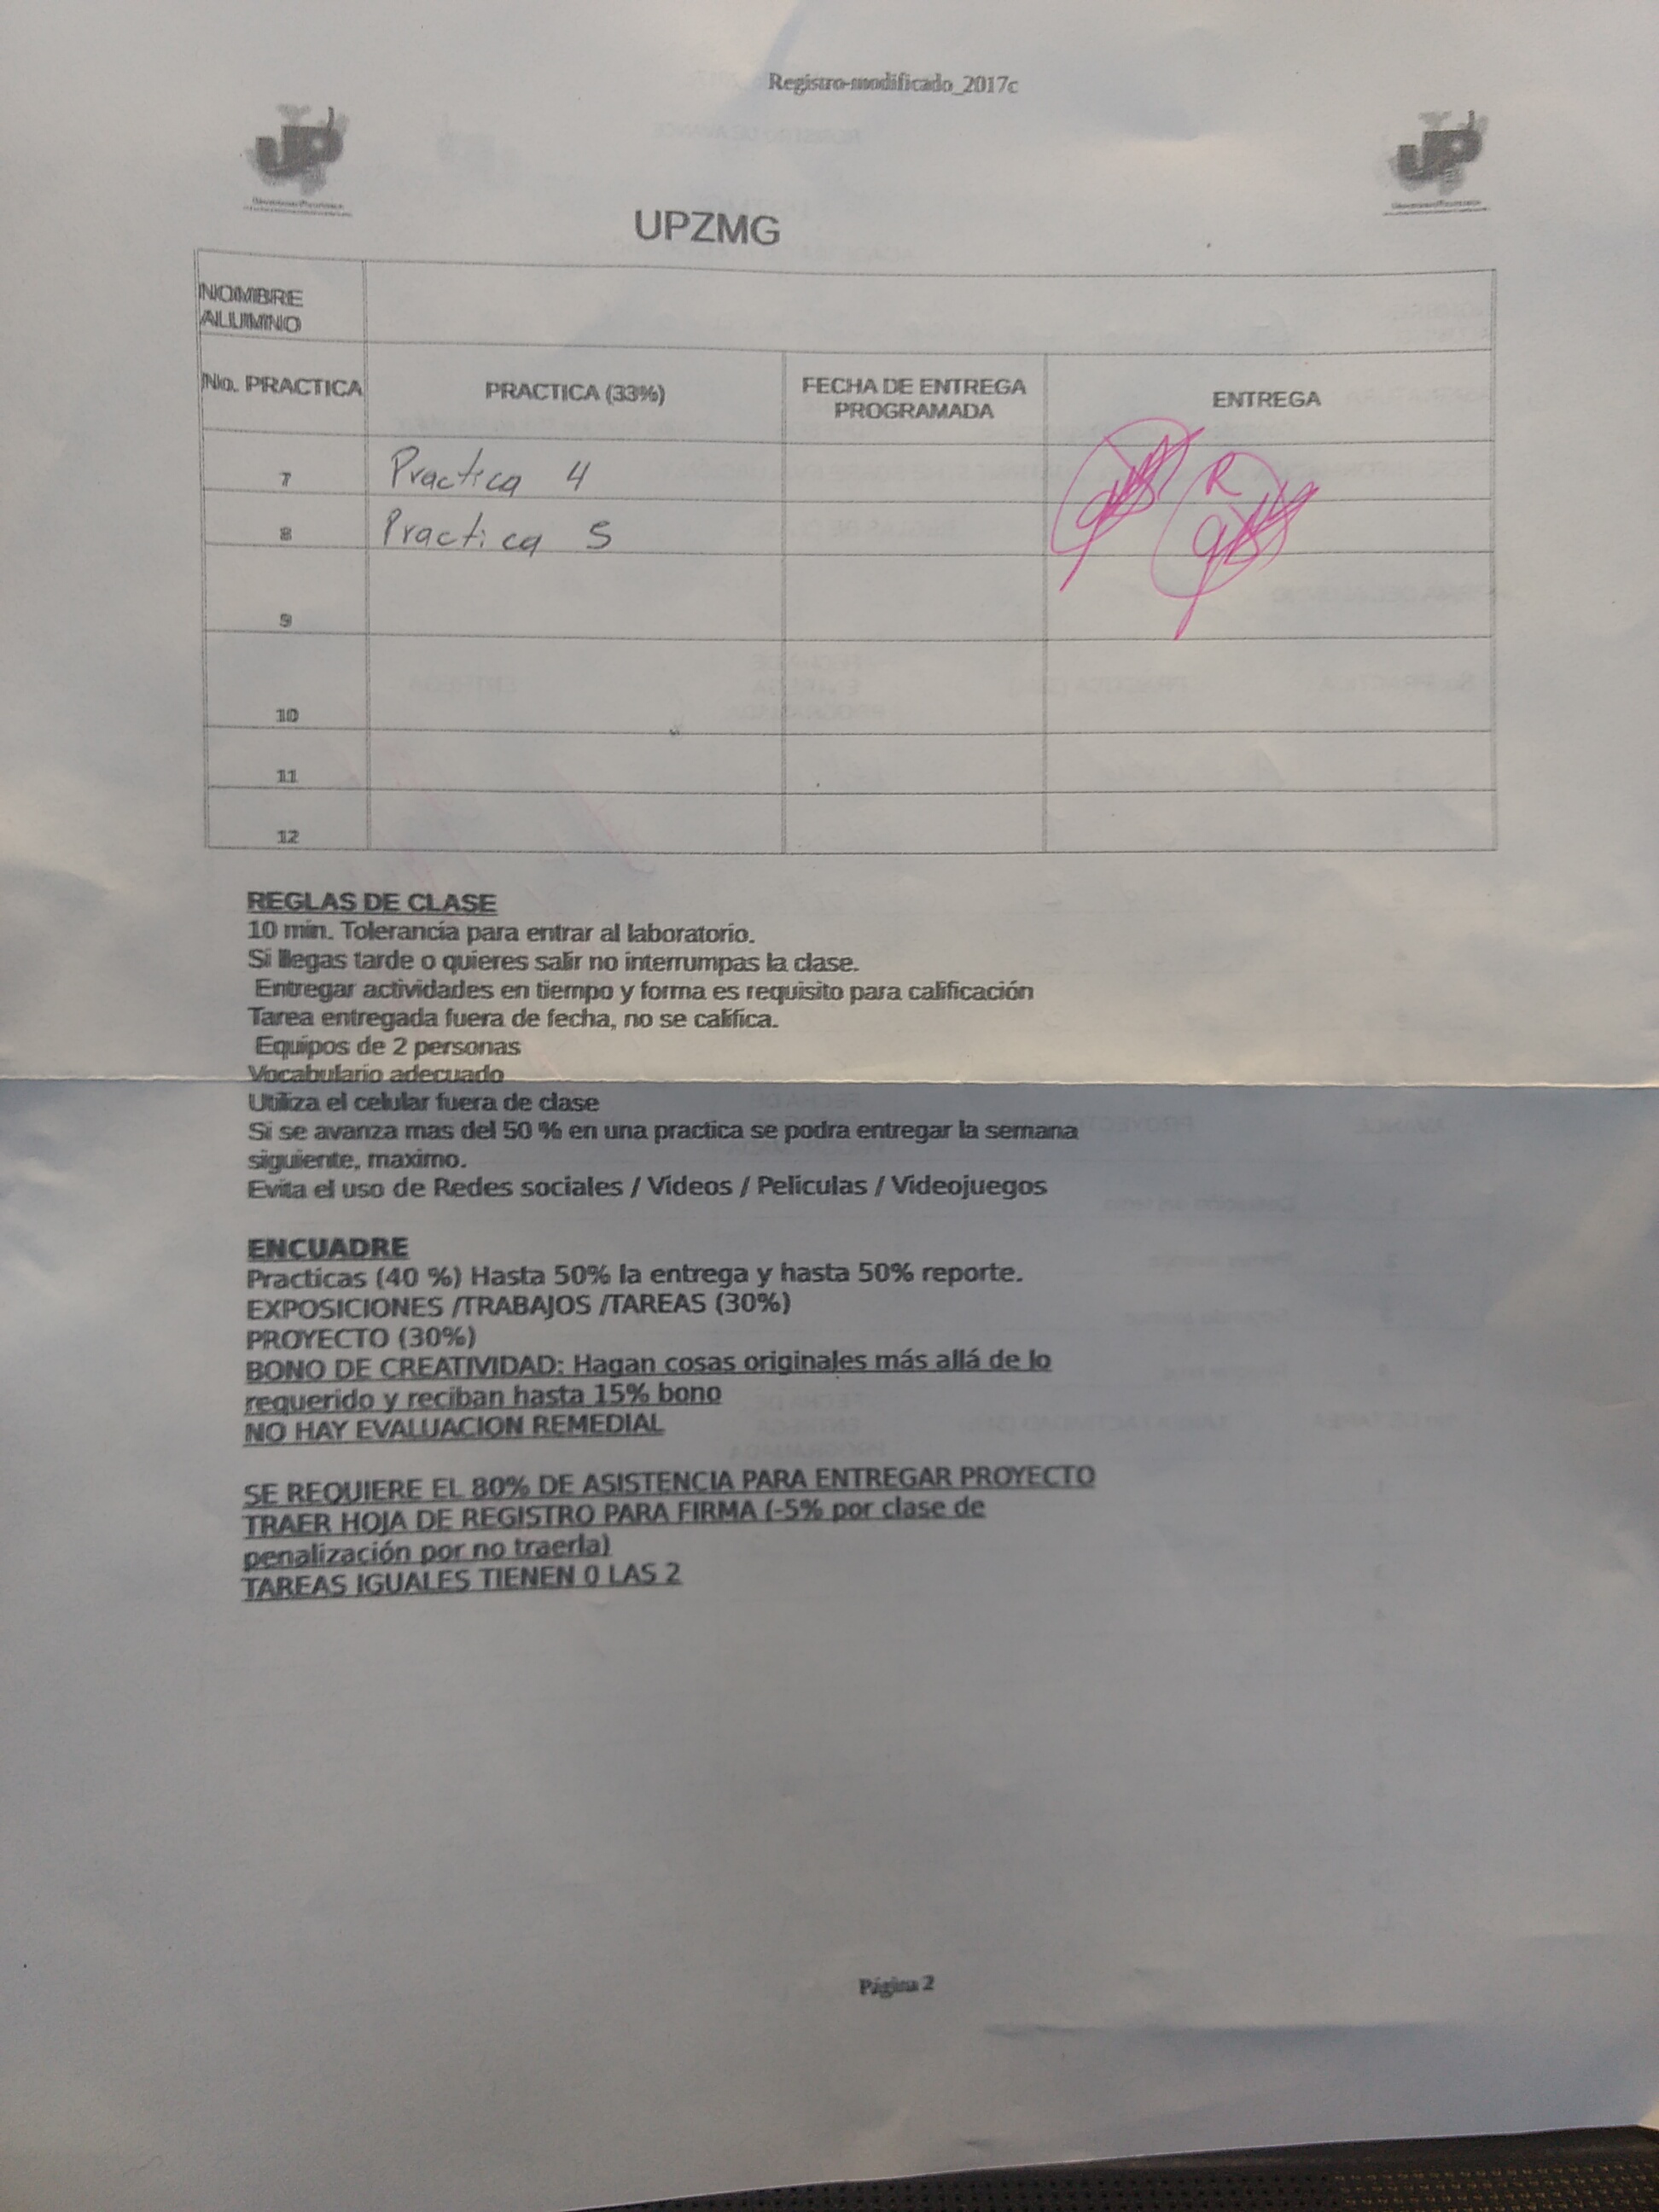 Registro-modificado_2017c
UPZMG
NOMBRE
ALUMNO
No. PRACTICA
PRACTICA (33%)
FECHA DE ENTREGA
PROGRAMADA
ENTREGA
7
Practica 4
R
8
Practica 5
9
10
11
12
REGLAS DE CLASE
10 min. Tolerancia para entrar al laboratorio.
Si llegas tarde o quieres salir no interrumpas la clase.
Entregar actividades en tiempo y forma es requisito para calificación
Tarea entregada fuera de fecha, no se califica.
Equipos de 2 personas
Vocabulario adecuado
Utiliza el celular fuera de clase
Si se avanza mas del 50 % en una practica se podra entregar la semana
siguiente, maximo.
Evita el uso de Redes sociales / Videos / Peliculas / Videojuegos
ENCUADRE
Practicas (40 %) Hasta 50% la entrega y hasta 50% reporte.
EXPOSICIONES /TRABAJOS /TAREAS (30%)
PROYECTO (30%)
BONO DE CREATIVIDAD: Hagan cosas originales más allá de lo
requerido y reciban hasta 15% bono
NO HAY EVALUACION REMEDIAL
SE REQUIERE EL 80% DE ASISTENCIA PARA ENTREGAR PROYECTO
TRAER HOJA DE REGISTRO PARA FIRMA (-5% por clase de
penalización por no traerla)
TAREAS IGUALES TIENEN 0 LAS 2
Página 2